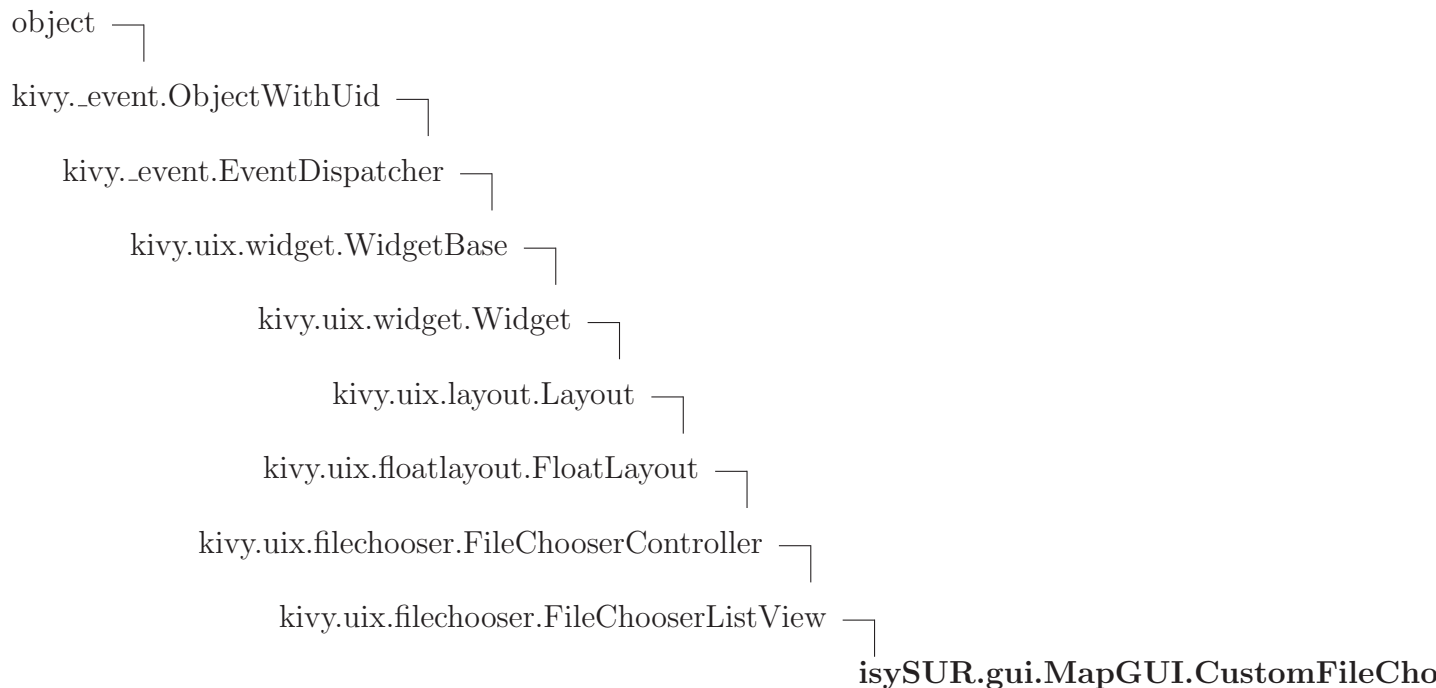 object
kivy._event.ObjectWithUid
kivy._event.EventDispatcher
kivy.uix.widget.WidgetBase
kivy.uix.widget.Widget
kivy.uix.layout.Layout
kivy.uix.floatlayout.FloatLayout
kivy.uix.filechooser.FileChooserController
kivy.uix.filechooser.FileChooserListView
isySUR.gui.MapGUI.CustomFileCho